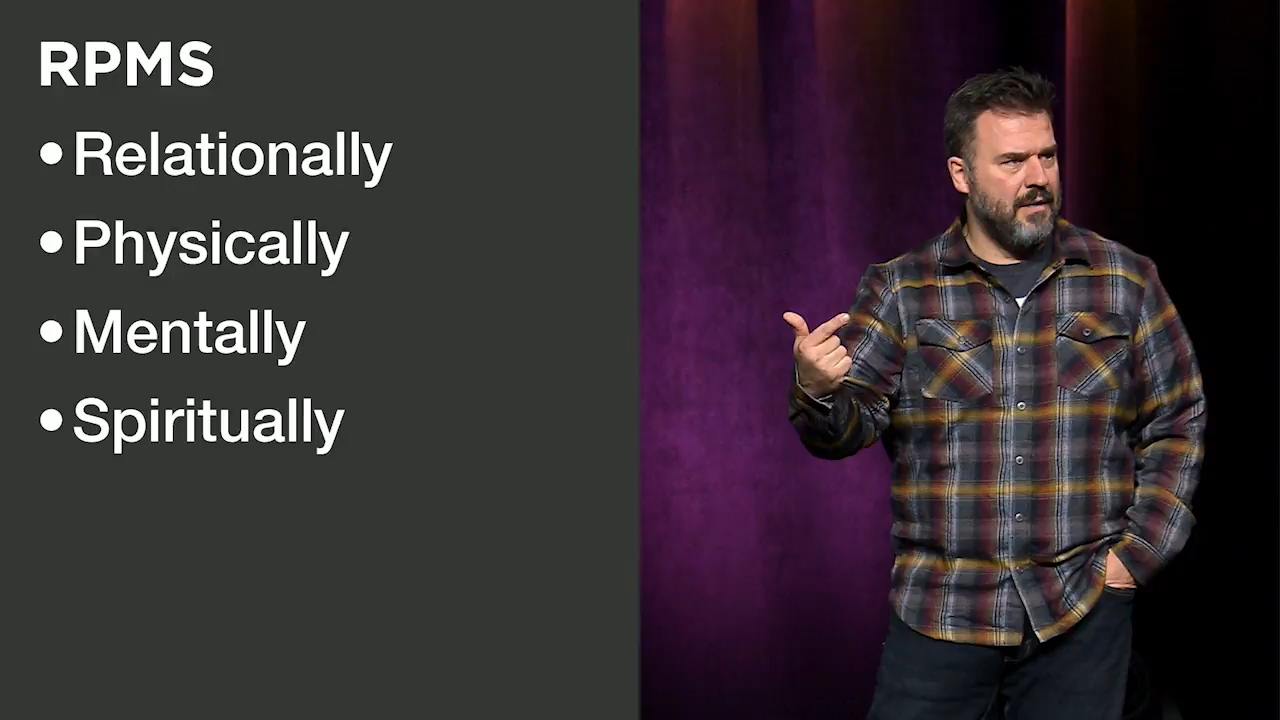 RPMS
• Relationally
• Physically
• Mentally
• Spiritually